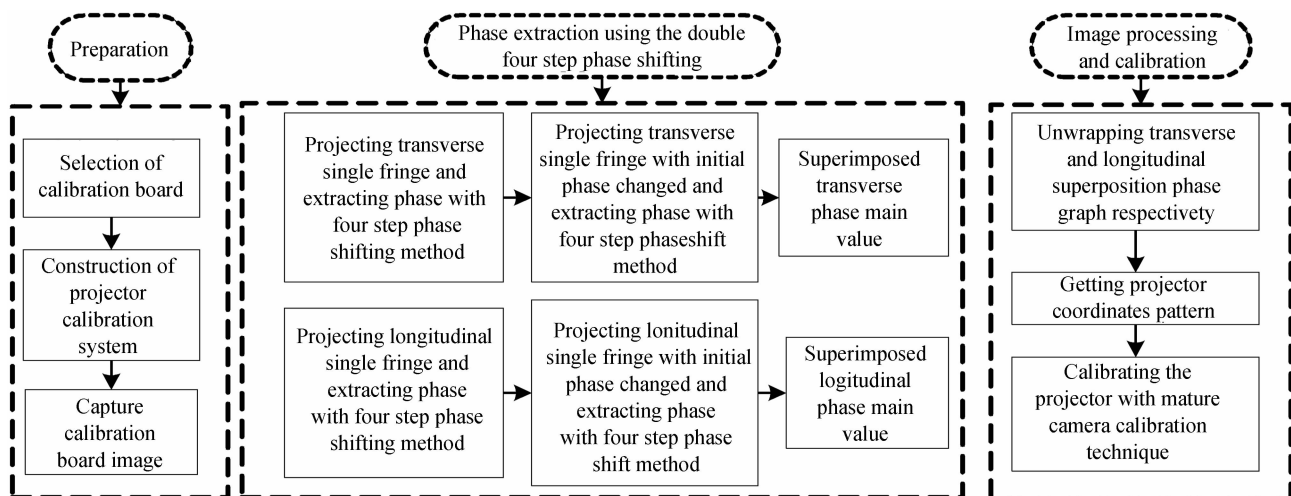 Preparation
Selection of
calibration board
Construction of
projector
calibration
system
Capture
calibration
board image
Phase extraction using the double
four step phase shifting
Projecting transverse
single fringe and
extracting phase with
four step phase
shifting method
Projecting transverse
single fringe with initial
phase changed and
extracting phase with
four step phaseshift
method
Superimposed
transverse
phase main
value
Projecting longitudinal
single fringe and
extracting phase
with four step phase
shifting method
Projecting lonitudinal
single fringe with initial
phase changed and
extracting phase
with four step phase
shift method
Superimposed
logitudinal
phase main
value
Image processing
and calibration
Unwrapping transverse
and longitudinal
superposition phase
graph respectivety
Getting projector
coordinates pattern
Calibrating the
projector with mature
camera calibration
technique